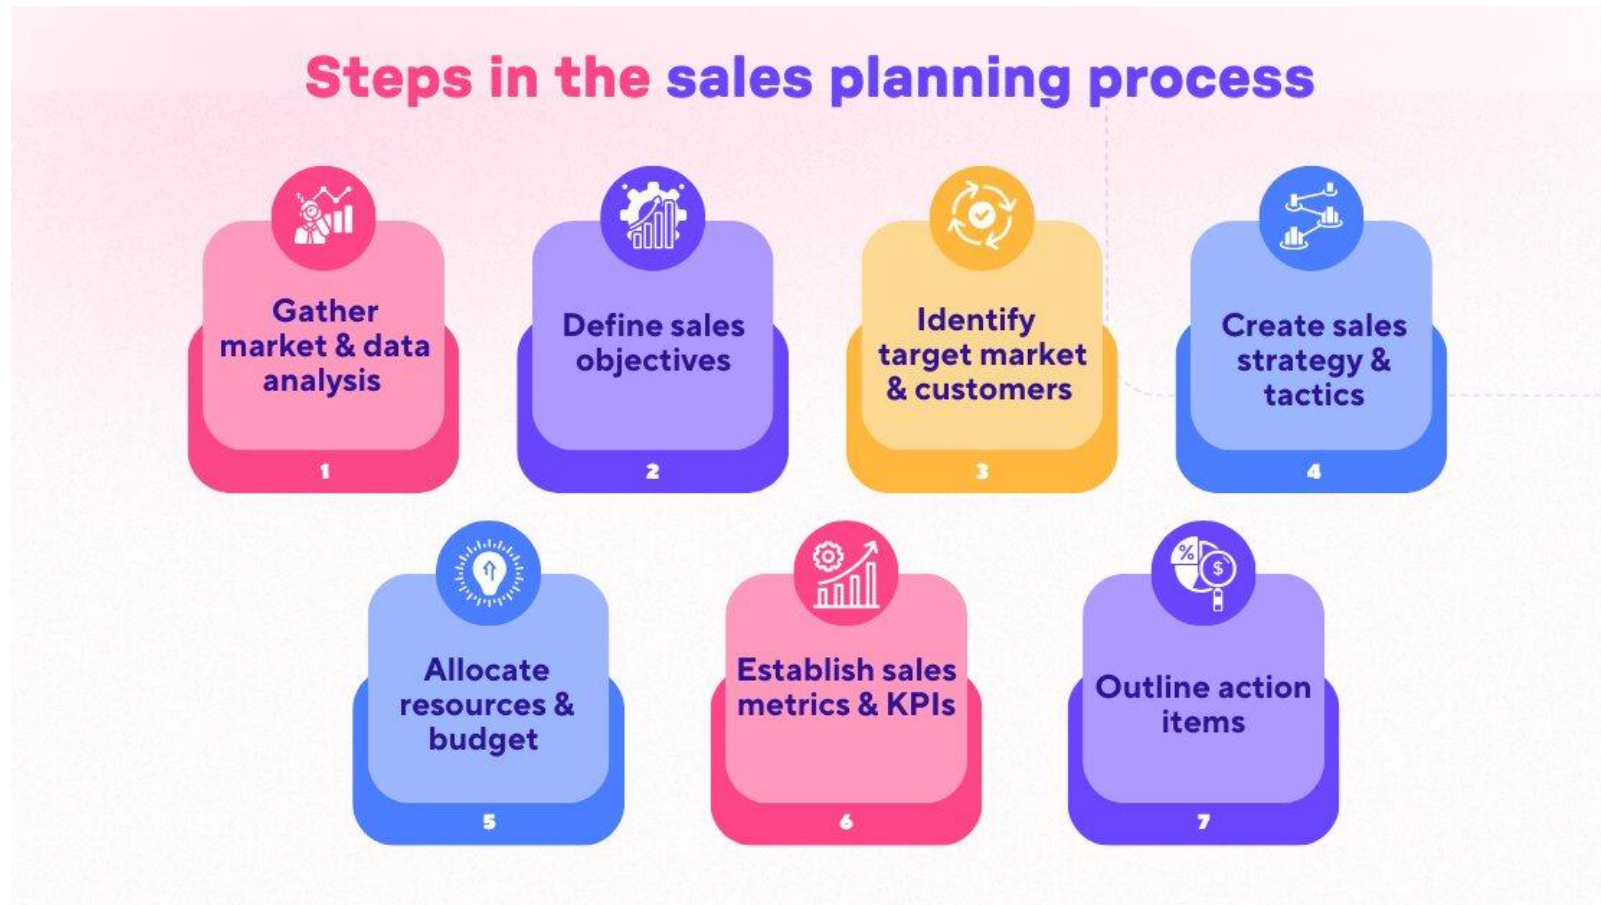 Steps in the sales planning process
Gather
market & data
analysis
1
Define sales
objectives
2
Identify
target market
& customers
3
Create sales
strategy &
tactics
4
Allocate
resources &
budget
5
Establish sales
metrics & KPIs
6
%
$
Outline action
items
7